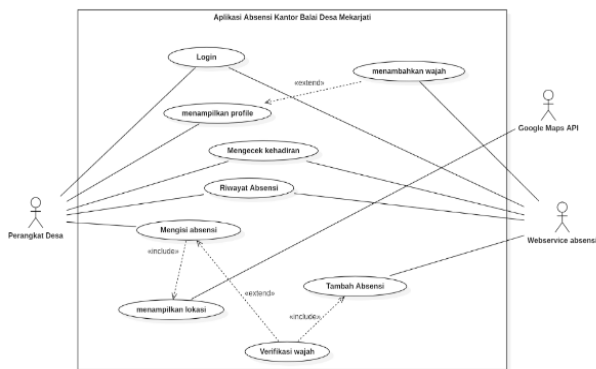 Aplikasi Absensi Kantor Balai Desa Mekarjati
Login
menambahkan wajah
«extend»
menampilkan profile
Google Maps API
Mengecek kehadiran
Riwayat Absensi
Perangkat Desa
Mengisi absensi
Webservice absensi
«include»
Tambah Absensi
«extend»
menampilkan lokasi
«include»
Verifikasi wajah